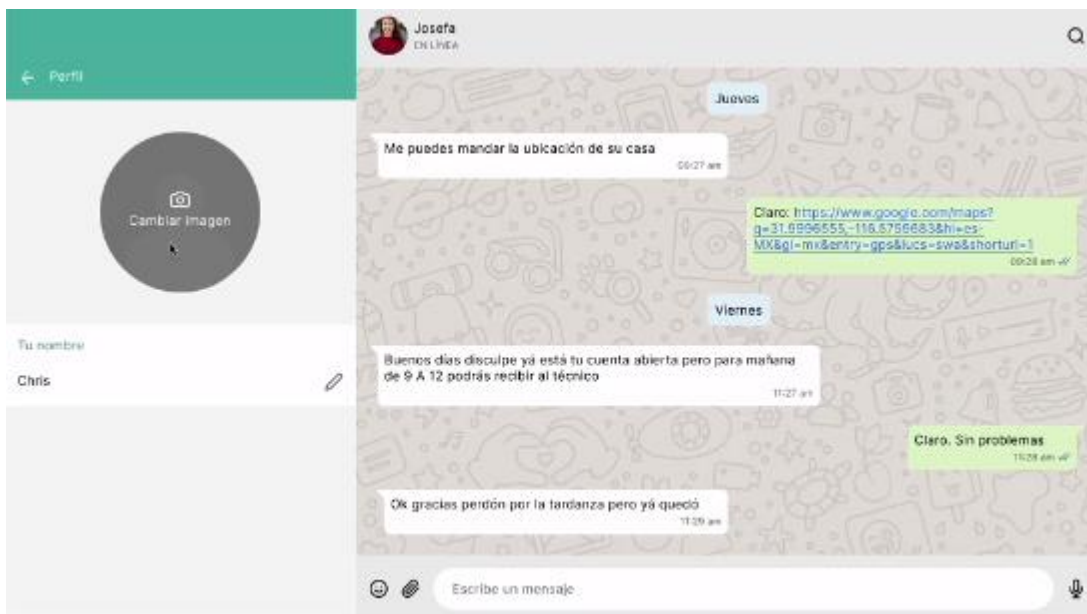 Perfil
Cambiar imagen
Tu nombre
Chris
Josefa
EN LÍNEA
Jueves
Me puedes mandar la ubicación de su casa
09:27 am
Claro: https://www.google.com/maps?
q=31.9996555,-116.6759683&hl=es-
MX&gl=mx&entry=gps&lucs=swa&shorturl=1
09:28 am
Viernes
Buenos días disculpe yá está tu cuenta abierta pero para mañana
de 9 A 12 podrás recibir al técnico
11:27 am
Claro. Sin problemas
11:28 am
Ok gracias perdón por la tardanza pero yá quedó
11:29 am
Escribe un mensaje